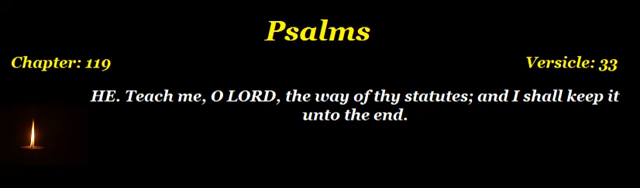 Psalms
Chapter: 119 Versicle: 33
HE. Teach me, O LORD, the way of thy statutes; and I shall keep it
unto the end.